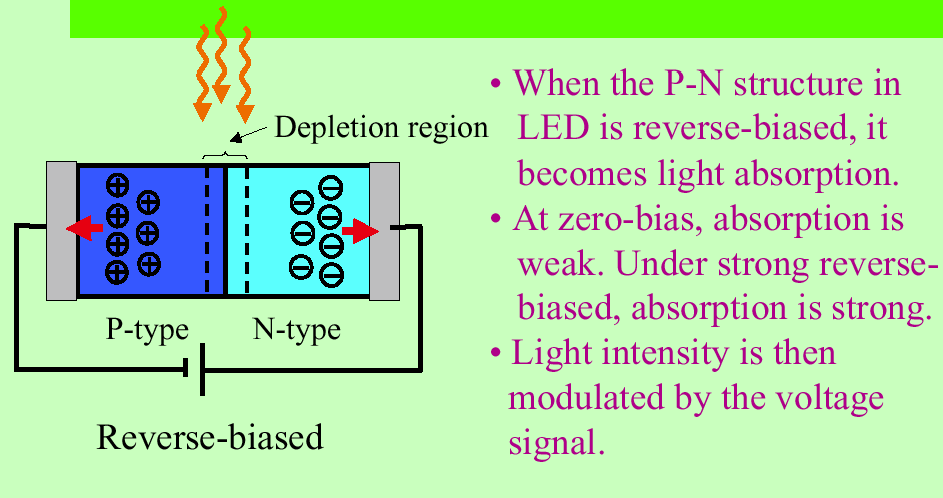 Depletion region
P-type
N-type
Reverse-biased
• When the P-N structure in
LED is reverse-biased, it
becomes light absorption.
• At zero-bias, absorption is
weak. Under strong reverse-
biased, absorption is strong.
• Light intensity is then
modulated by the voltage
signal.